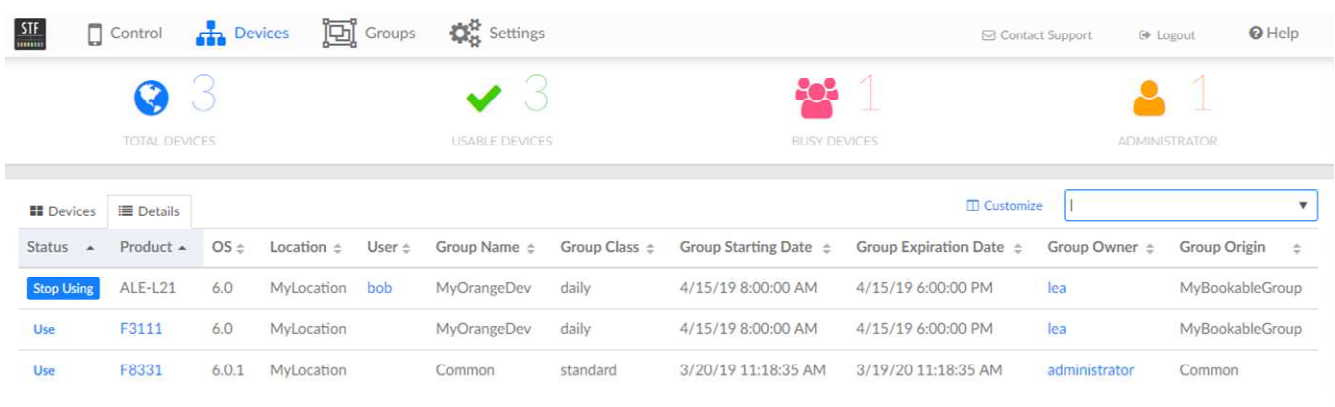 STF Control Devices Groups Settings Contact Support Logout Help
3 3 1 1
TOTAL DEVICES USABLE DEVICES BUSY DEVICES ADMINISTRATOR
Devices Details Customize
Status Product OS Location User Group Name Group Class Group Starting Date Group Expiration Date Group Owner Group Origin
Stop Using ALE-L21 6.0 MyLocation bob MyOrangeDev daily 4/15/19 8:00:00 AM 4/15/19 6:00:00 PM lea MyBookableGroup
Use F3111 6.0 MyLocation MyOrangeDev daily 4/15/19 8:00:00 AM 4/15/19 6:00:00 PM lea MyBookableGroup
Use F8331 6.0.1 MyLocation Common standard 3/20/19 11:18:35 AM 3/19/20 11:18:35 AM administrator Common